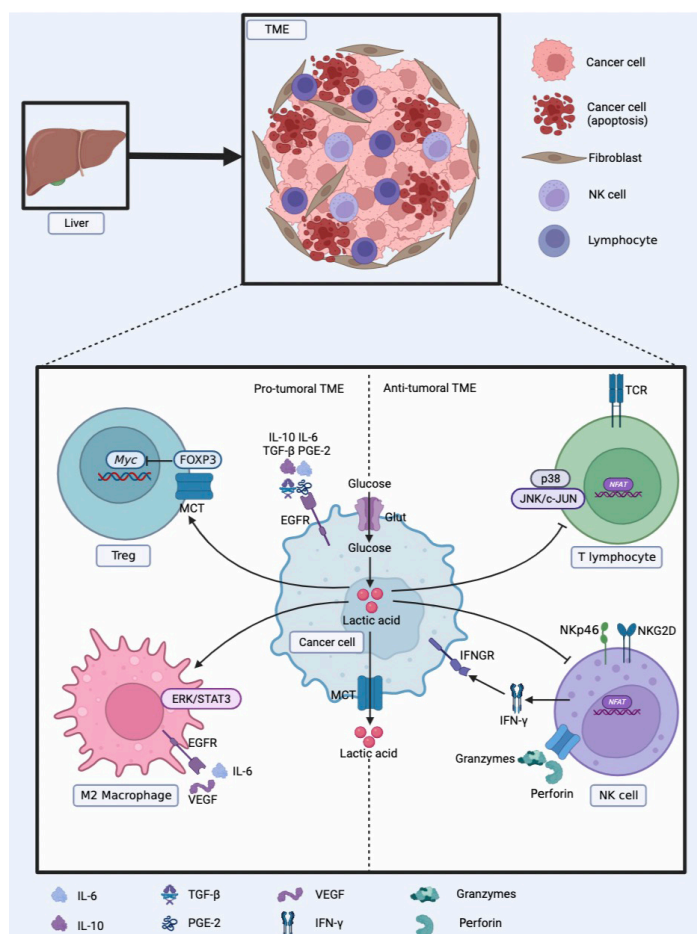 TME
Cancer cell
Cancer cell
(apoptosis)
Fibroblast
NK cell
Lymphocyte
Liver
Pro-tumoral TME
Anti-tumoral TME
TCR
Myc
FOXP3
MCT
Treg
IL-10 IL-6
TGF-β PGE-2
EGFR
Glucose
Glut
Glucose
p38
JNK/c-JUN
NFAT
T lymphocyte
Lactic acid
Cancer cell
MCT
Lactic acid
ERK/STAT3
EGFR
IL-6
VEGF
M2 Macrophage
IFNGR
IFN-γ
NKp46
NKG2D
NFAT
Granzymes
Perforin
NK cell
IL-6
TGF-β
VEGF
Granzymes
IL-10
PGE-2
IFN-γ
Perforin